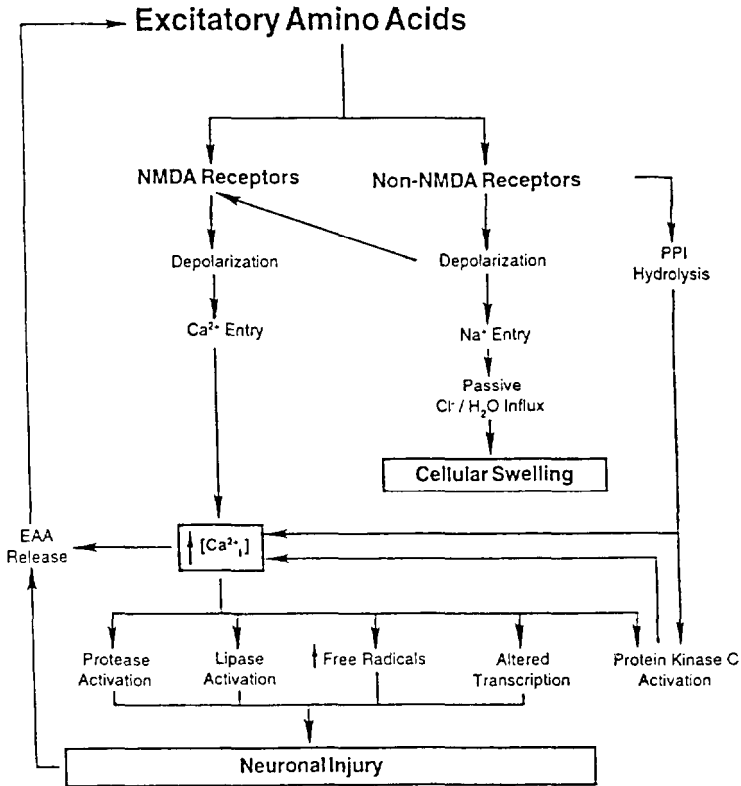 Excitatory Amino Acids
NMDA Receptors
Non-NMDA Receptors
PPI
Hydrolysis
Depolarization
Depolarization
Ca²⁺ Entry
Na⁺ Entry
Passive
Cl⁻ / H₂O Influx
Cellular Swelling
EAA
Release
↑ [Ca²⁺ᵢ]
Protease
Activation
Lipase
Activation
↑ Free Radicals
Altered
Transcription
Protein Kinase C
Activation
Neuronal Injury